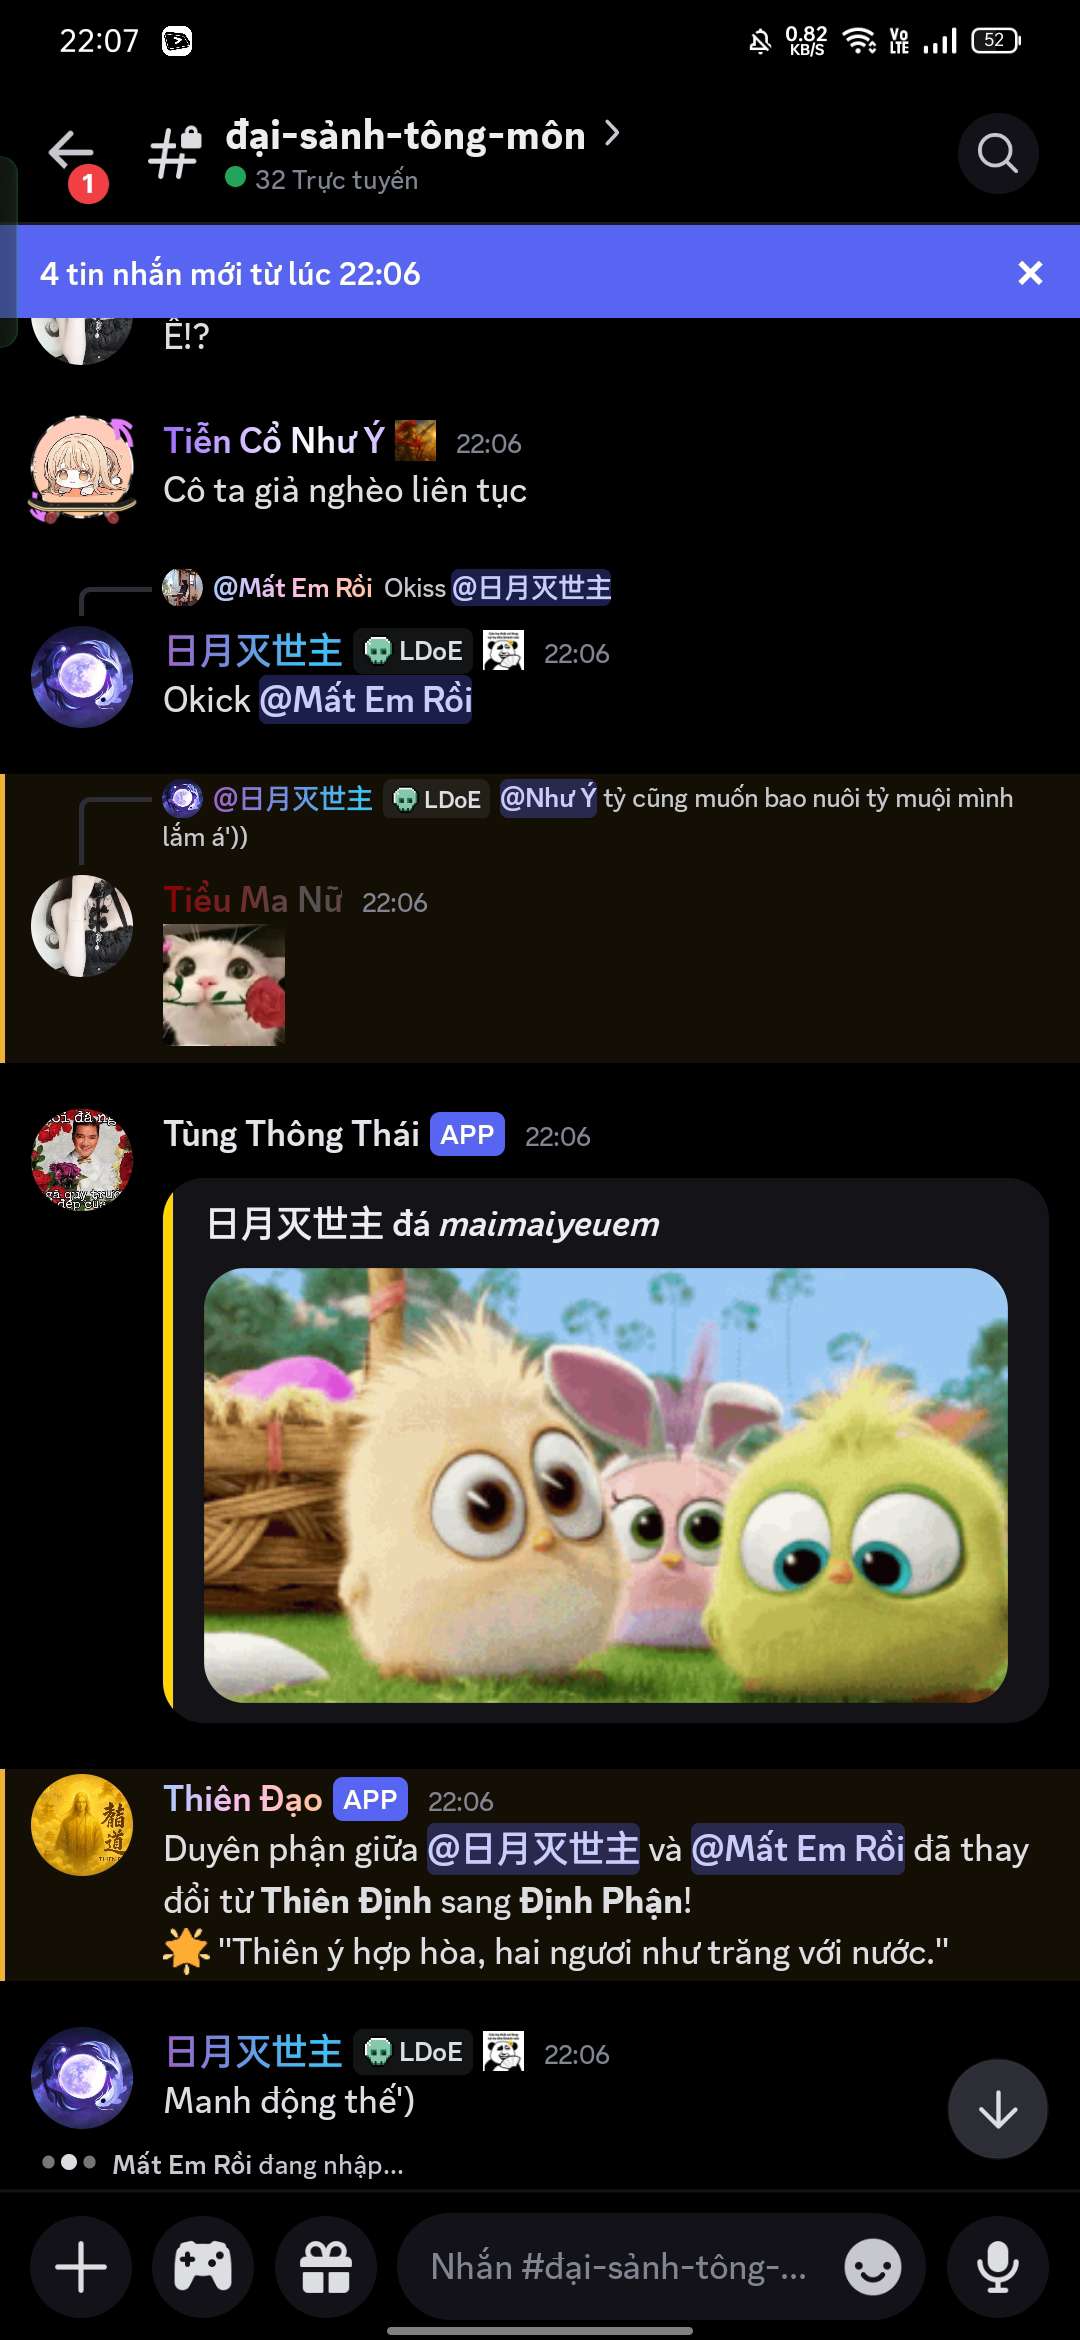 22:07
0.82 KB/S
Vo LTE
52
đại-sảnh-tông-môn
32 Trực tuyến
1
4 tin nhắn mới từ lúc 22:06
Ê!?
Tiễn Cổ Như Ý 22:06
Cô ta giả nghèo liên tục
@Mất Em Rồi Okiss @日月灭世主
日月灭世主 LDoE 22:06
Okick @Mất Em Rồi
@日月灭世主 LDoE @Như Ý tỷ cũng muốn bao nuôi tỷ muội mình
lắm á'))
Tiểu Ma Nữ 22:06
Tùng Thông Thái APP 22:06
日月灭世主 đá maimaiyeuem
Thiên Đạo APP 22:06
Duyên phận giữa @日月灭世主 và @Mất Em Rồi đã thay
đổi từ Thiên Định sang Định Phận!
"Thiên ý hợp hòa, hai ngươi như trăng với nước."
日月灭世主 LDoE 22:06
Manh động thế')
Mất Em Rồi đang nhập...
Nhắn #đại-sảnh-tông-...